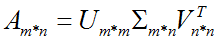 A_{m*n} = U_{m*m} Σ_{m*n} V_{n*n}^{T}